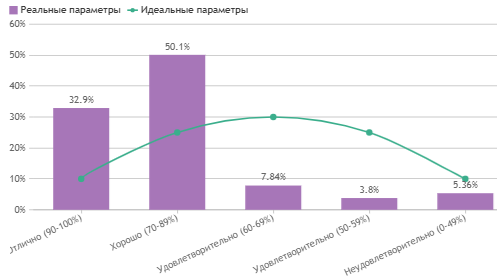 Реальные параметры Идеальные параметры
60%
50%
40%
30%
20%
10%
0%
32.9%
50.1%
7.84%
3.8%
5.36%
Отлично (90-100%)
Хорошо (70-89%)
Удовлетворительно (60-69%)
Удовлетворительно (50-59%)
Неудовлетворительно (0-49%)